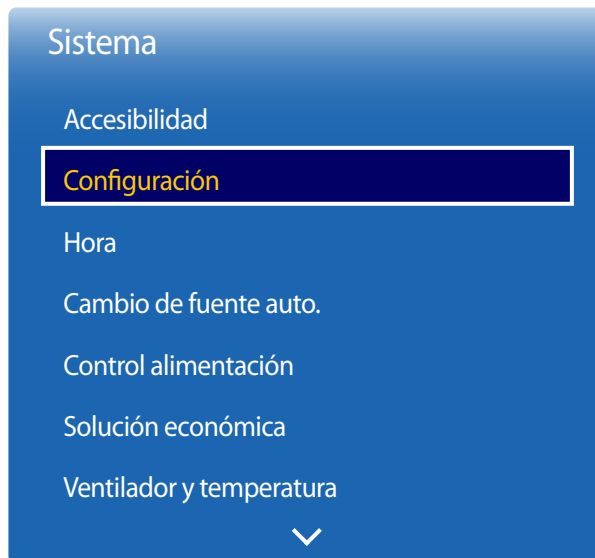 Sistema
Accesibilidad
Configuración
Hora
Cambio de fuente auto.
Control alimentación
Solución económica
Ventilador y temperatura